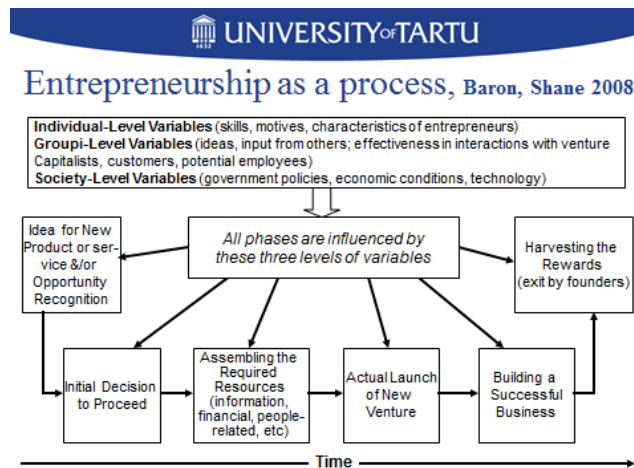 1632
UNIVERSITY OF TARTU
Entrepreneurship as a process, Baron, Shane 2008
Individual-Level Variables (skills, motives, characteristics of entrepreneurs)
Groupi-Level Variables (ideas, input from others; effectiveness in interactions with venture
Capitalists, customers, potential employees)
Society-Level Variables (government policies, economic conditions, technology)
Idea for New
Product or ser-
vice &/or
Opportunity
Recognition
All phases are influenced by
these three levels of variables
Harvesting the
Rewards
(exit by founders)
Initial Decision
to Proceed
Assembling the
Required
Resources
(information,
financial, people-
related, etc)
Actual Launch
of New
Venture
Building a
Successful
Business
Time